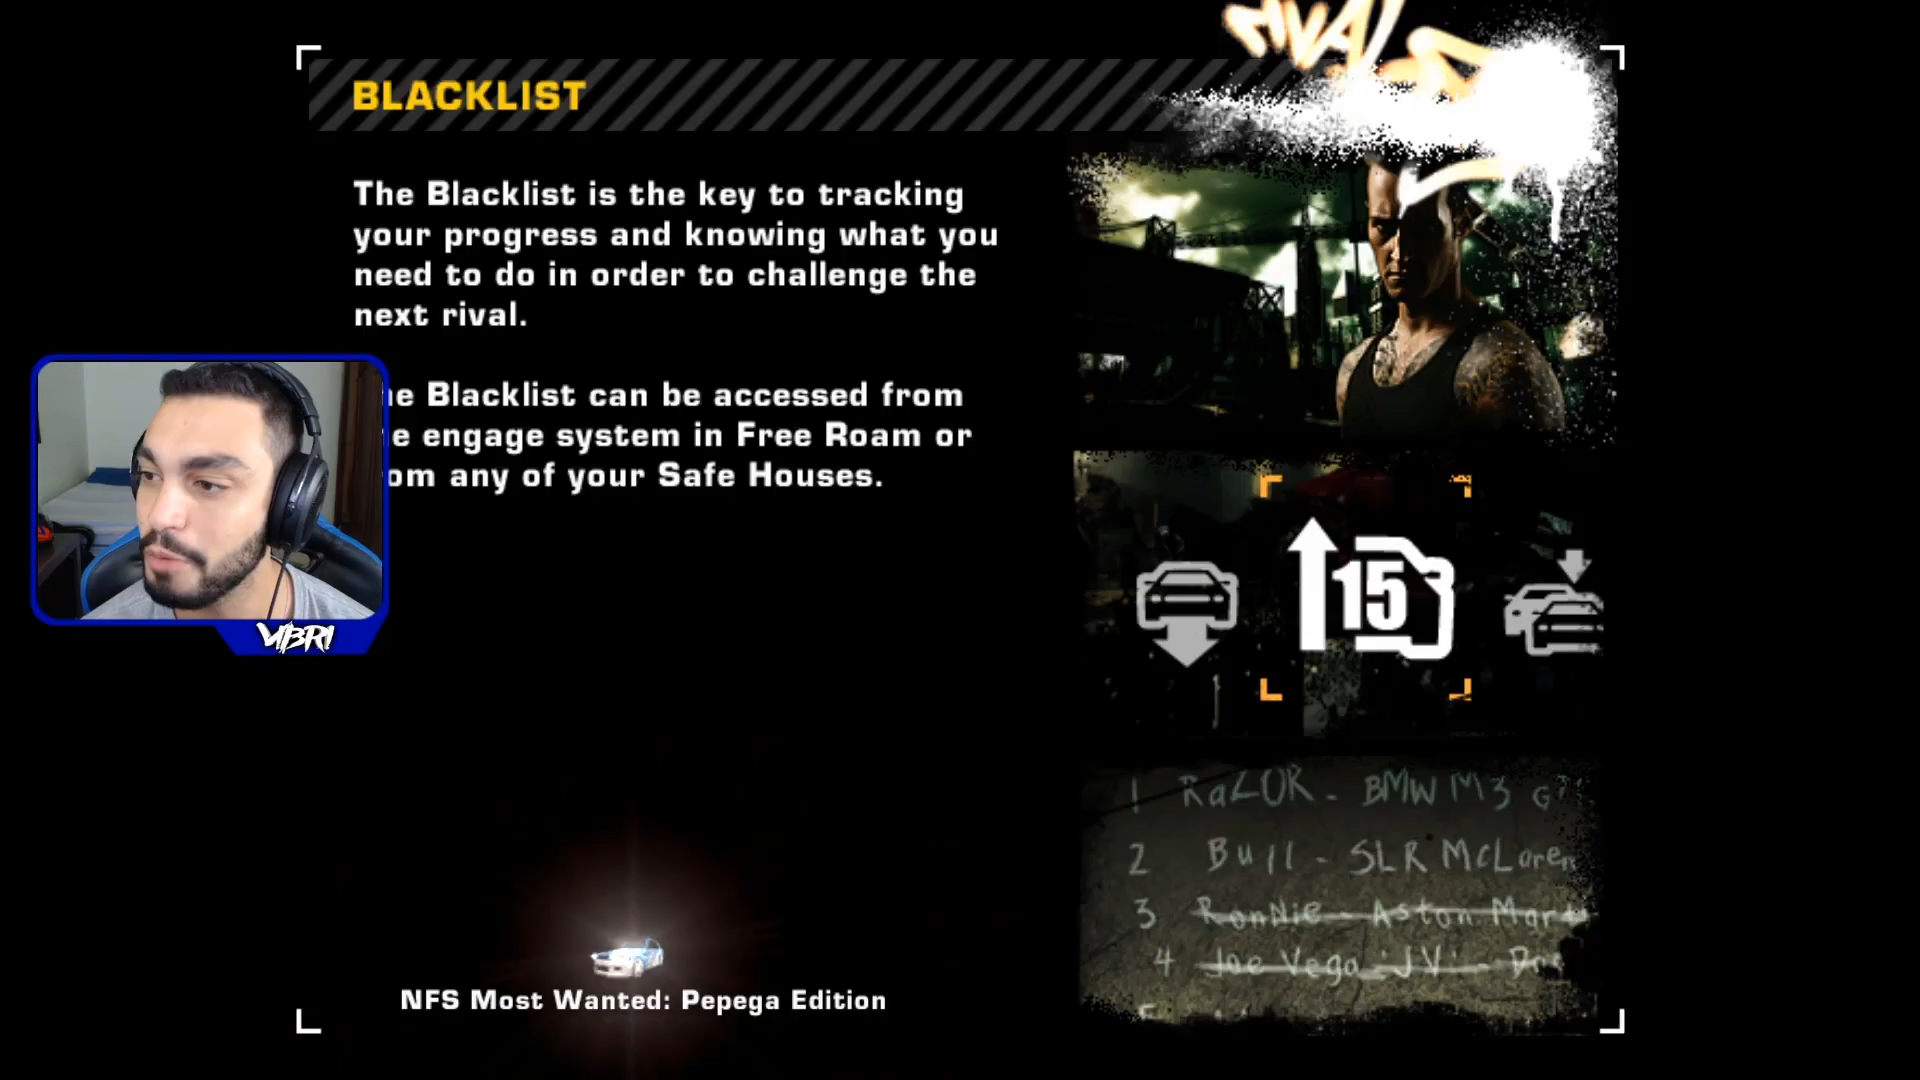 RIVAL
BLACKLIST
The Blacklist is the key to tracking
your progress and knowing what you
need to do in order to challenge the
next rival.
Blacklist can be accessed from
engage system in Free Roam or
any of your Safe Houses.
VIBRI
15
1 RaZOR - BMW M3
2 Bull - SLR McLaren
3 Ronnie - Aston
4 Joe Vega 'JV' -
NFS Most Wanted: Pepega Edition